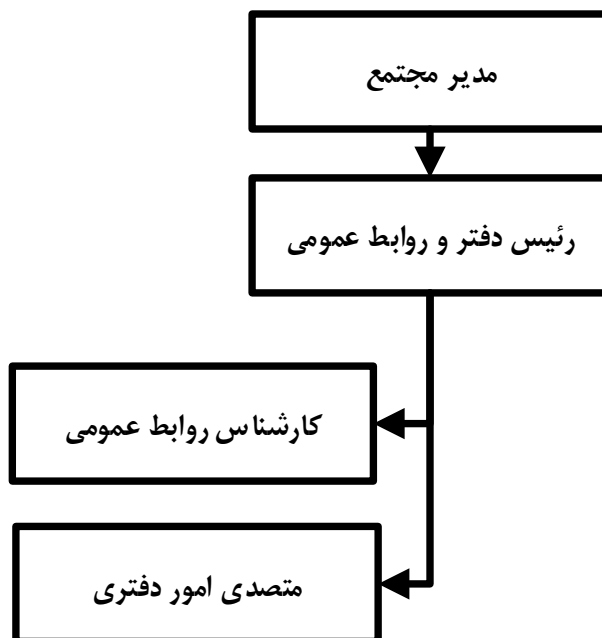 مدیر مجتمع
رئیس دفتر و روابط عمومی
کارشناس روابط عمومی
متصدی امور دفتری